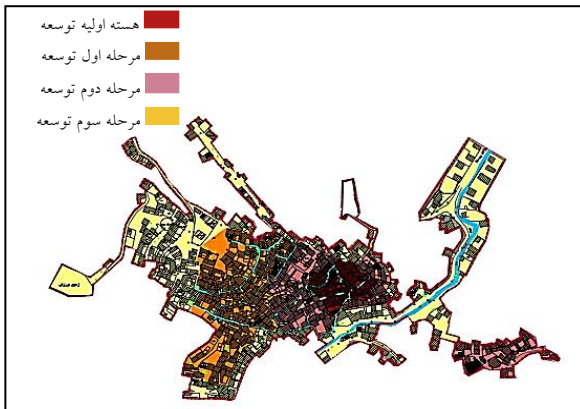 هسته اولیه توسعه
مرحله اول توسعه
مرحله دوم توسعه
مرحله سوم توسعه